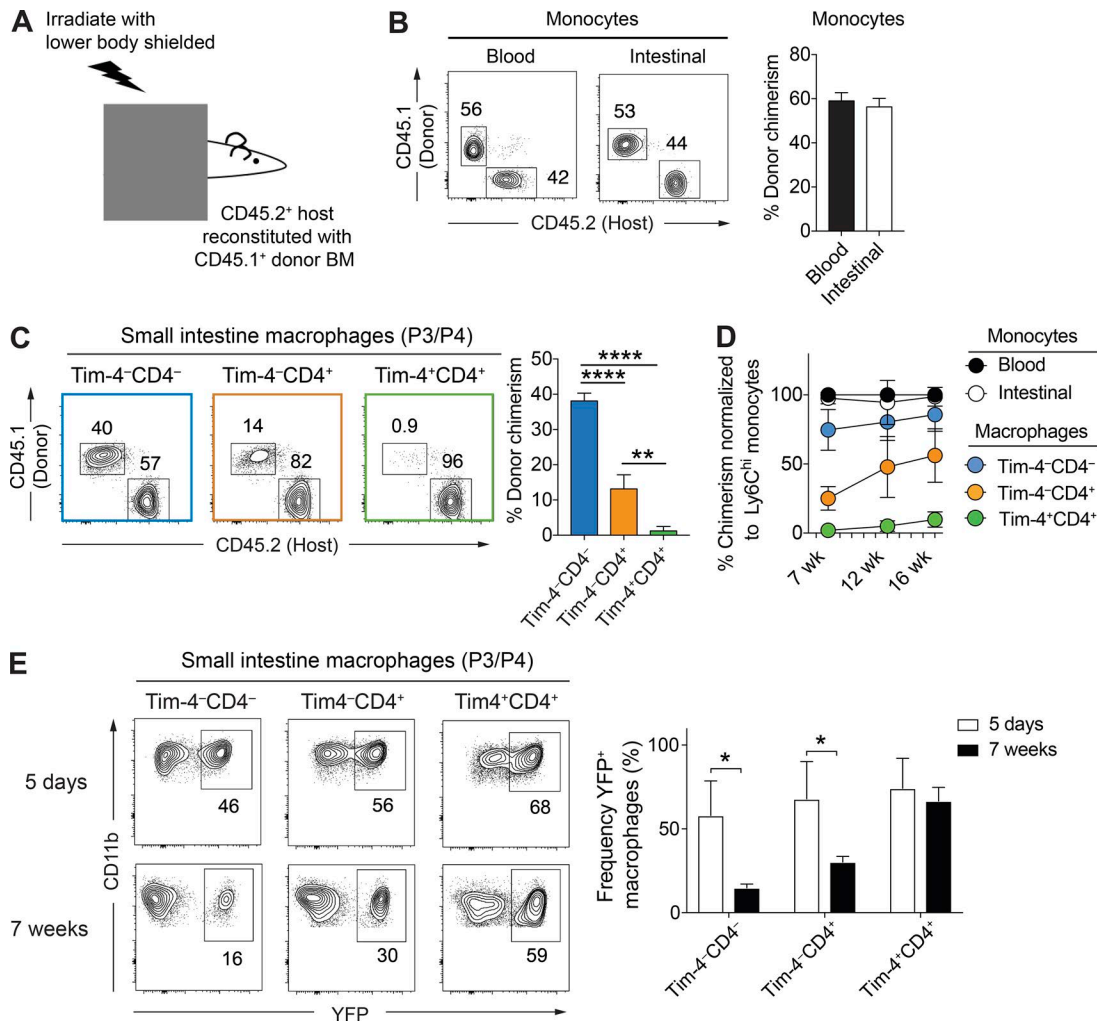 A
Irradiate with
lower body shielded
CD45.2⁺ host
reconstituted with
CD45.1⁺ donor BM
B
Monocytes
Blood
Intestinal
CD45.1
(Donor)
56
42
53
44
CD45.2 (Host)
Monocytes
% Donor chimerism
80
60
40
20
0
Blood
Intestinal
C
Small intestine macrophages (P3/P4)
Tim-4⁻CD4⁻
Tim-4⁻CD4⁺
Tim-4⁺CD4⁺
CD45.1
(Donor)
40
57
14
82
0.9
96
CD45.2 (Host)
% Donor chimerism
50
40
30
20
10
0
****
****
**
Tim-4⁻CD4⁻
Tim-4⁻CD4⁺
Tim-4⁺CD4⁺
D
% Chimerism normalized
to Ly6Cʰⁱ monocytes
100
50
0
7 wk
12 wk
16 wk
Monocytes
Blood
Intestinal
Macrophages
Tim-4⁻CD4⁻
Tim-4⁻CD4⁺
Tim-4⁺CD4⁺
E
Small intestine macrophages (P3/P4)
Tim-4⁻CD4⁻
Tim4⁻CD4⁺
Tim4⁺CD4⁺
5 days
46
56
68
7 weeks
16
30
59
CD11b
YFP
Frequency YFP⁺
macrophages (%)
100
50
0
*
*
5 days
7 weeks
Tim-4⁻CD4⁻
Tim-4⁻CD4⁺
Tim-4⁺CD4⁺